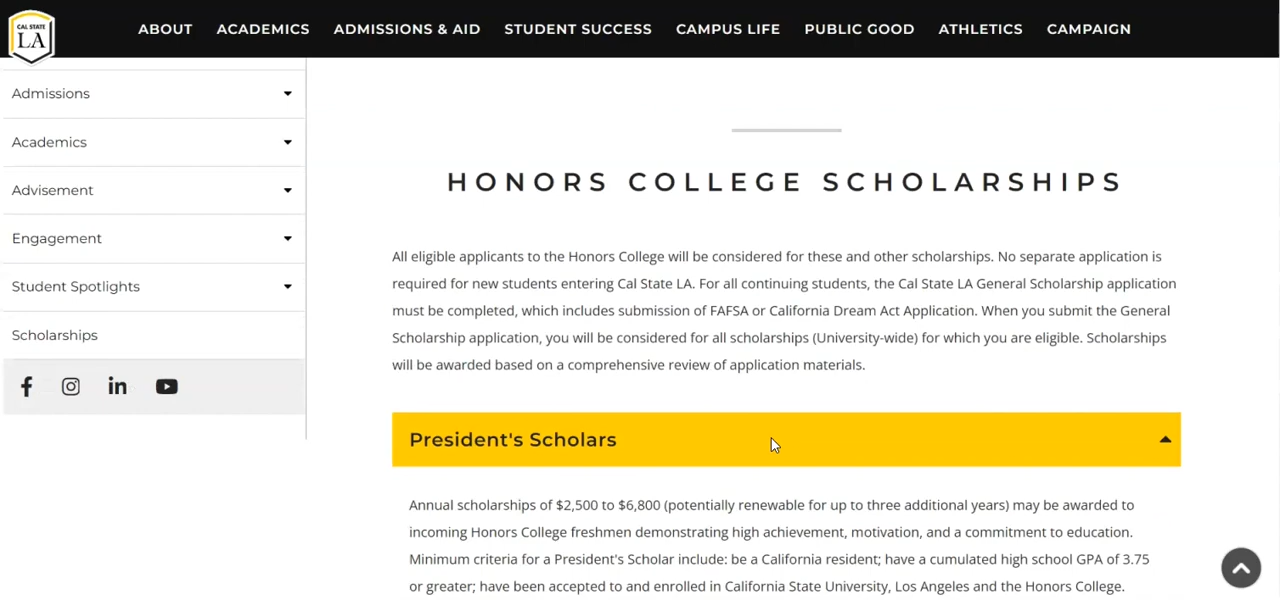 CAL STATE
LA
ABOUT ACADEMICS ADMISSIONS & AID STUDENT SUCCESS CAMPUS LIFE PUBLIC GOOD ATHLETICS CAMPAIGN
Admissions
Academics
Advisement
Engagement
Student Spotlights
Scholarships
HONORS COLLEGE SCHOLARSHIPS
All eligible applicants to the Honors College will be considered for these and other scholarships. No separate application is
required for new students entering Cal State LA. For all continuing students, the Cal State LA General Scholarship application
must be completed, which includes submission of FAFSA or California Dream Act Application. When you submit the General
Scholarship application, you will be considered for all scholarships (University-wide) for which you are eligible. Scholarships
will be awarded based on a comprehensive review of application materials.
President's Scholars
Annual scholarships of $2,500 to $6,800 (potentially renewable for up to three additional years) may be awarded to
incoming Honors College freshmen demonstrating high achievement, motivation, and a commitment to education.
Minimum criteria for a President's Scholar include: be a California resident; have a cumulated high school GPA of 3.75
or greater; have been accepted to and enrolled in California State University, Los Angeles and the Honors College.